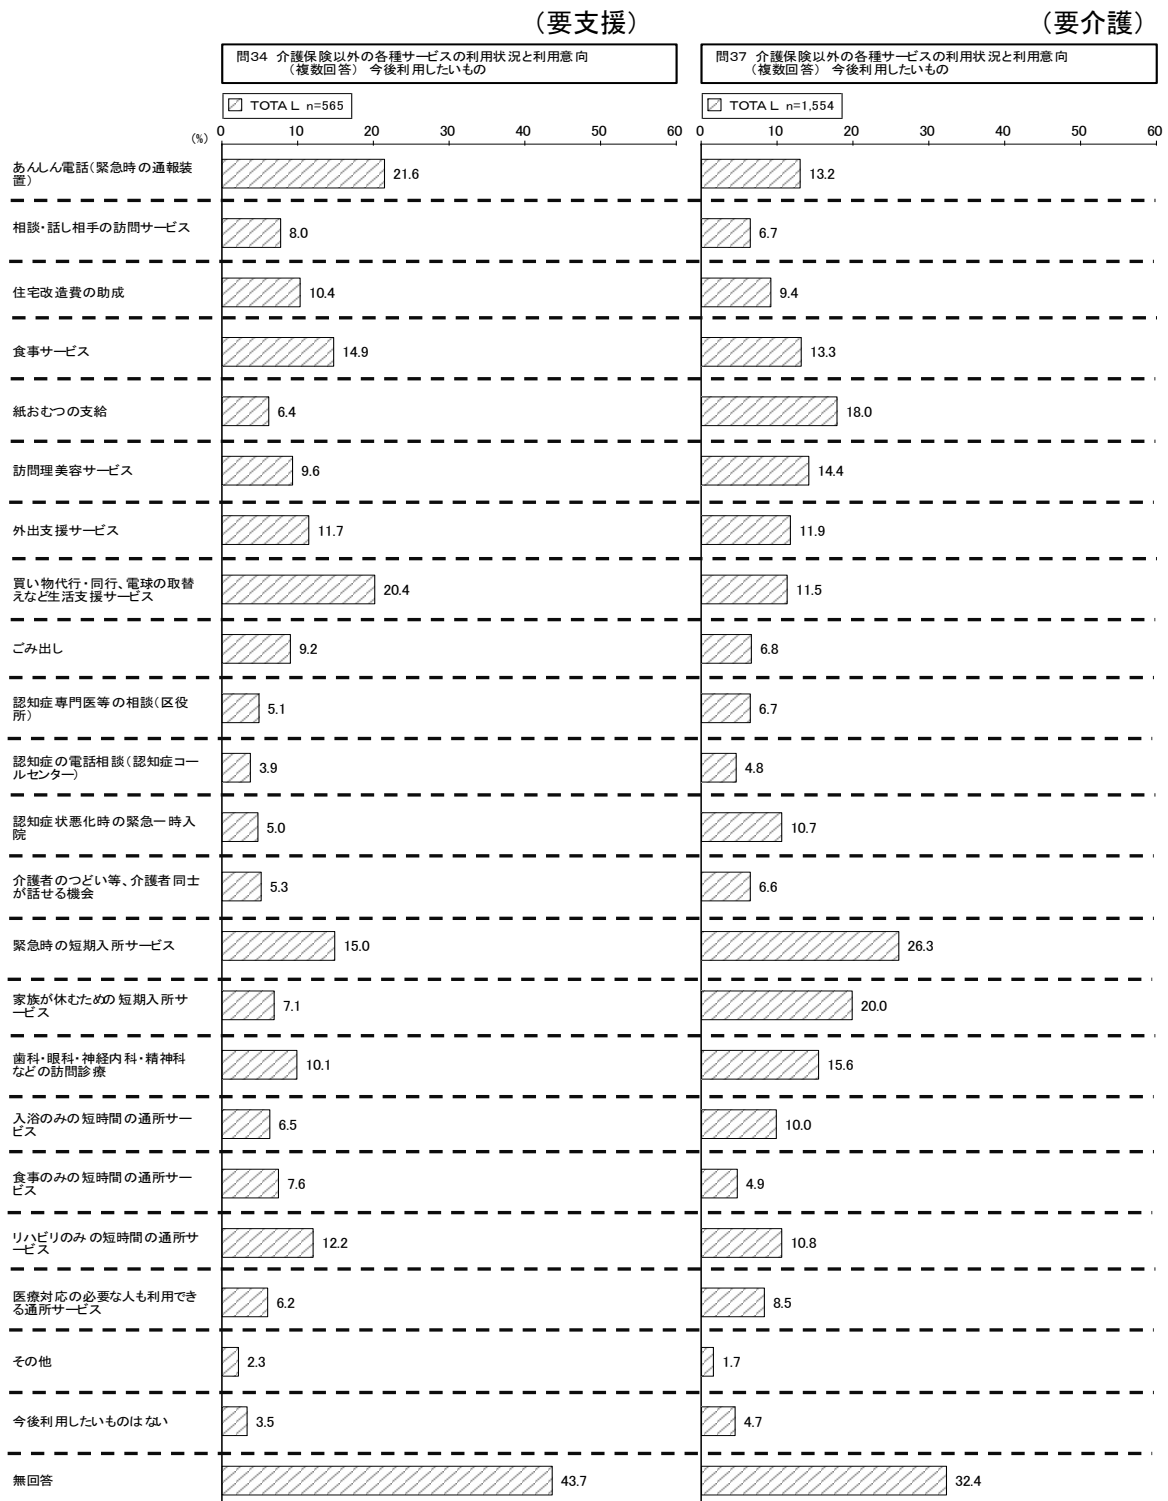 （要支援）
（要介護）
問34 介護保険以外の各種サービスの利用状況と利用意向
（複数回答） 今後利用したいもの
問37 介護保険以外の各種サービスの利用状況と利用意向
（複数回答） 今後利用したいもの
TOTAL n=565
TOTAL n=1,554
(%) 0 10 20 30 40 50 60 0 10 20 30 40 50 60
あんしん電話（緊急時の通報装
置）
21.6 13.2
相談・話し相手の訪問サービス 8.0 6.7
住宅改造費の助成 10.4 9.4
食事サービス 14.9 13.3
紙おむつの支給 6.4 18.0
訪問理美容サービス 9.6 14.4
外出支援サービス 11.7 11.9
買い物代行・同行、電球の取替
えなど生活支援サービス
20.4 11.5
ごみ出し 9.2 6.8
認知症専門医等の相談（区役
所）
5.1 6.7
認知症の電話相談（認知症コー
ルセンター）
3.9 4.8
認知症状悪化時の緊急一時入
院
5.0 10.7
介護者のつどい等、介護者同士
が話せる機会
5.3 6.6
緊急時の短期入所サービス 15.0 26.3
家族が休むための短期入所サ
ービス
7.1 20.0
歯科・眼科・神経内科・精神科
などの訪問診療
10.1 15.6
入浴のみの短時間の通所サー
ビス
6.5 10.0
食事のみの短時間の通所サー
ビス
7.6 4.9
リハビリのみの短時間の通所サ
ービス
12.2 10.8
医療対応の必要な人も利用でき
る通所サービス
6.2 8.5
その他 2.3 1.7
今後利用したいものはない 3.5 4.7
無回答 43.7 32.4